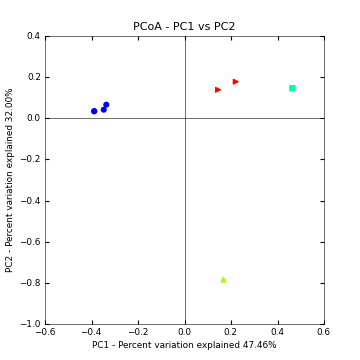 PCoA - PC1 vs PC2
0.4
0.2
0.0
−0.2
−0.4
−0.6
−0.8
−1.0
PC2 - Percent variation explained 32.00%
−0.6 −0.4 −0.2 0.0 0.2 0.4 0.6
PC1 - Percent variation explained 47.46%